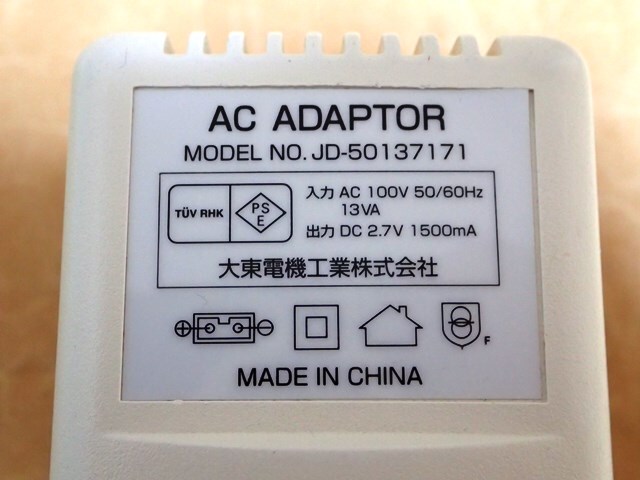 AC ADAPTOR
MODEL NO. JD-50137171
TÜV RHK
PS
E
入力 AC 100V 50/60Hz
13VA
出力 DC 2.7V 1500mA
大東電機工業株式会社
F
MADE IN CHINA